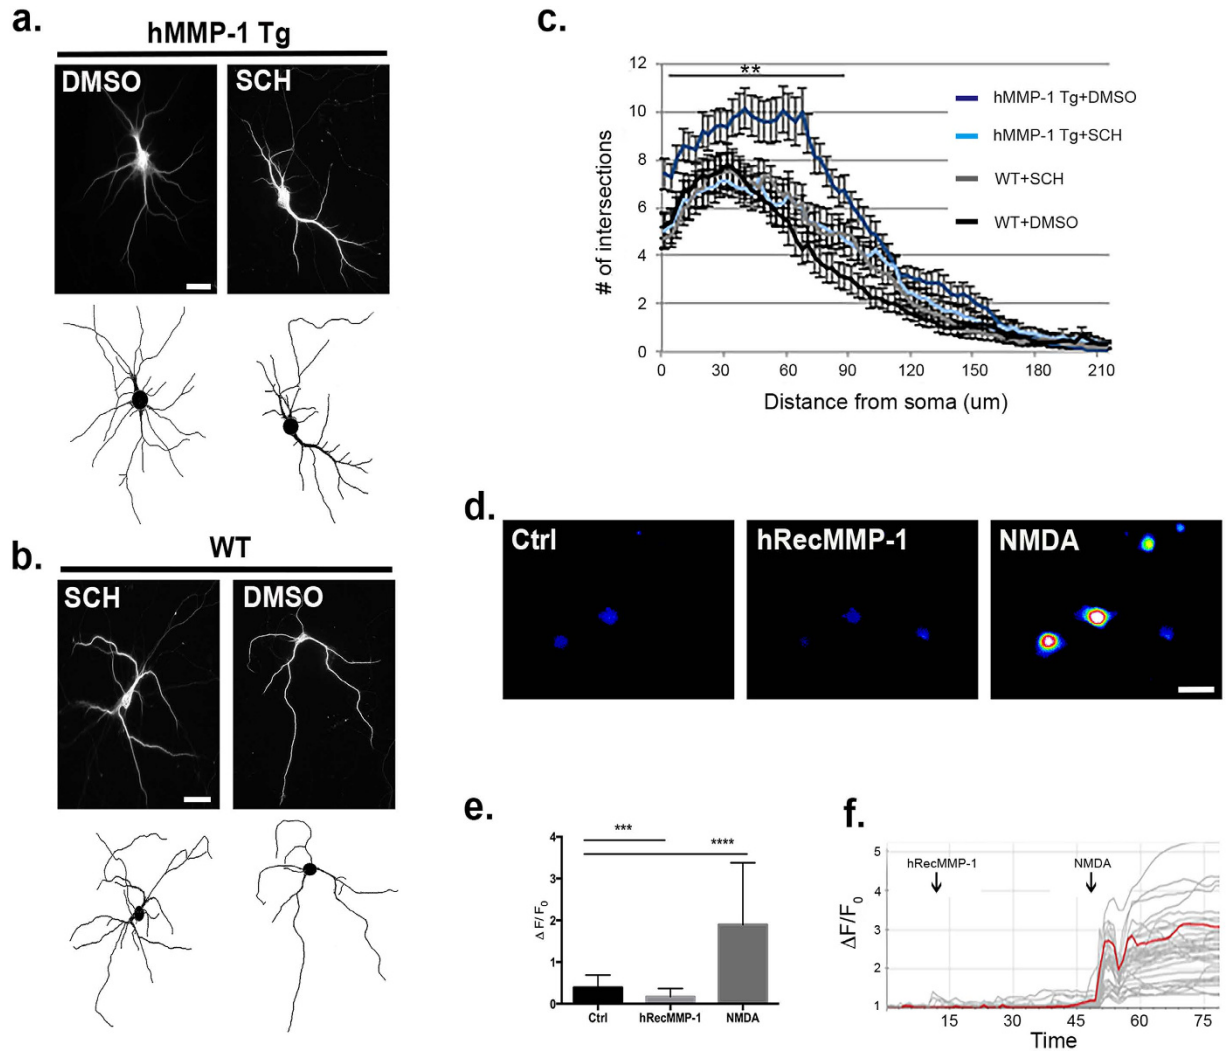 a.
hMMP-1 Tg
DMSO
SCH
b.
WT
SCH
DMSO
c.
12
10
8
6
4
2
0
# of intersections
**
hMMP-1 Tg+DMSO
hMMP-1 Tg+SCH
WT+SCH
WT+DMSO
0 30 60 90 120 150 180 210
Distance from soma (um)
d.
Ctrl
hRecMMP-1
NMDA
e.
4
3
2
1
0
Δ F/ F0
***
****
Ctrl
hRecMMP-1
NMDA
f.
5
4
3
2
1
ΔF/F0
hRecMMP-1
NMDA
15 30 45 60 75
Time